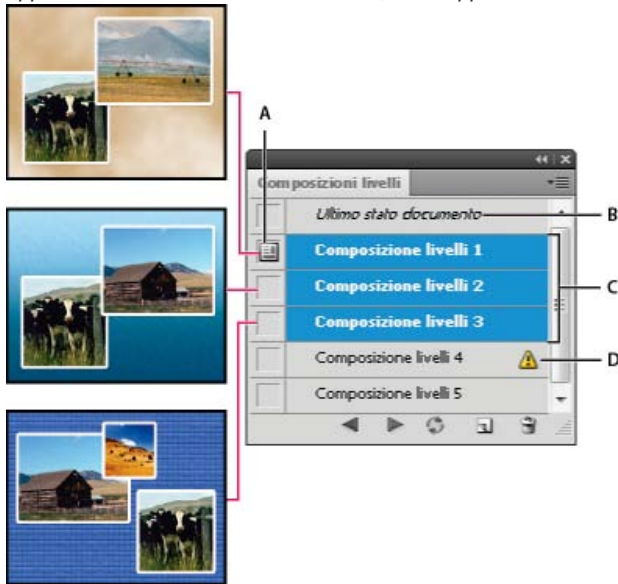 A
Composizioni livelli
Ultimo stato documento
B
Composizione livelli 1
Composizione livelli 2
C
Composizione livelli 3
Composizione livelli 4
D
Composizione livelli 5